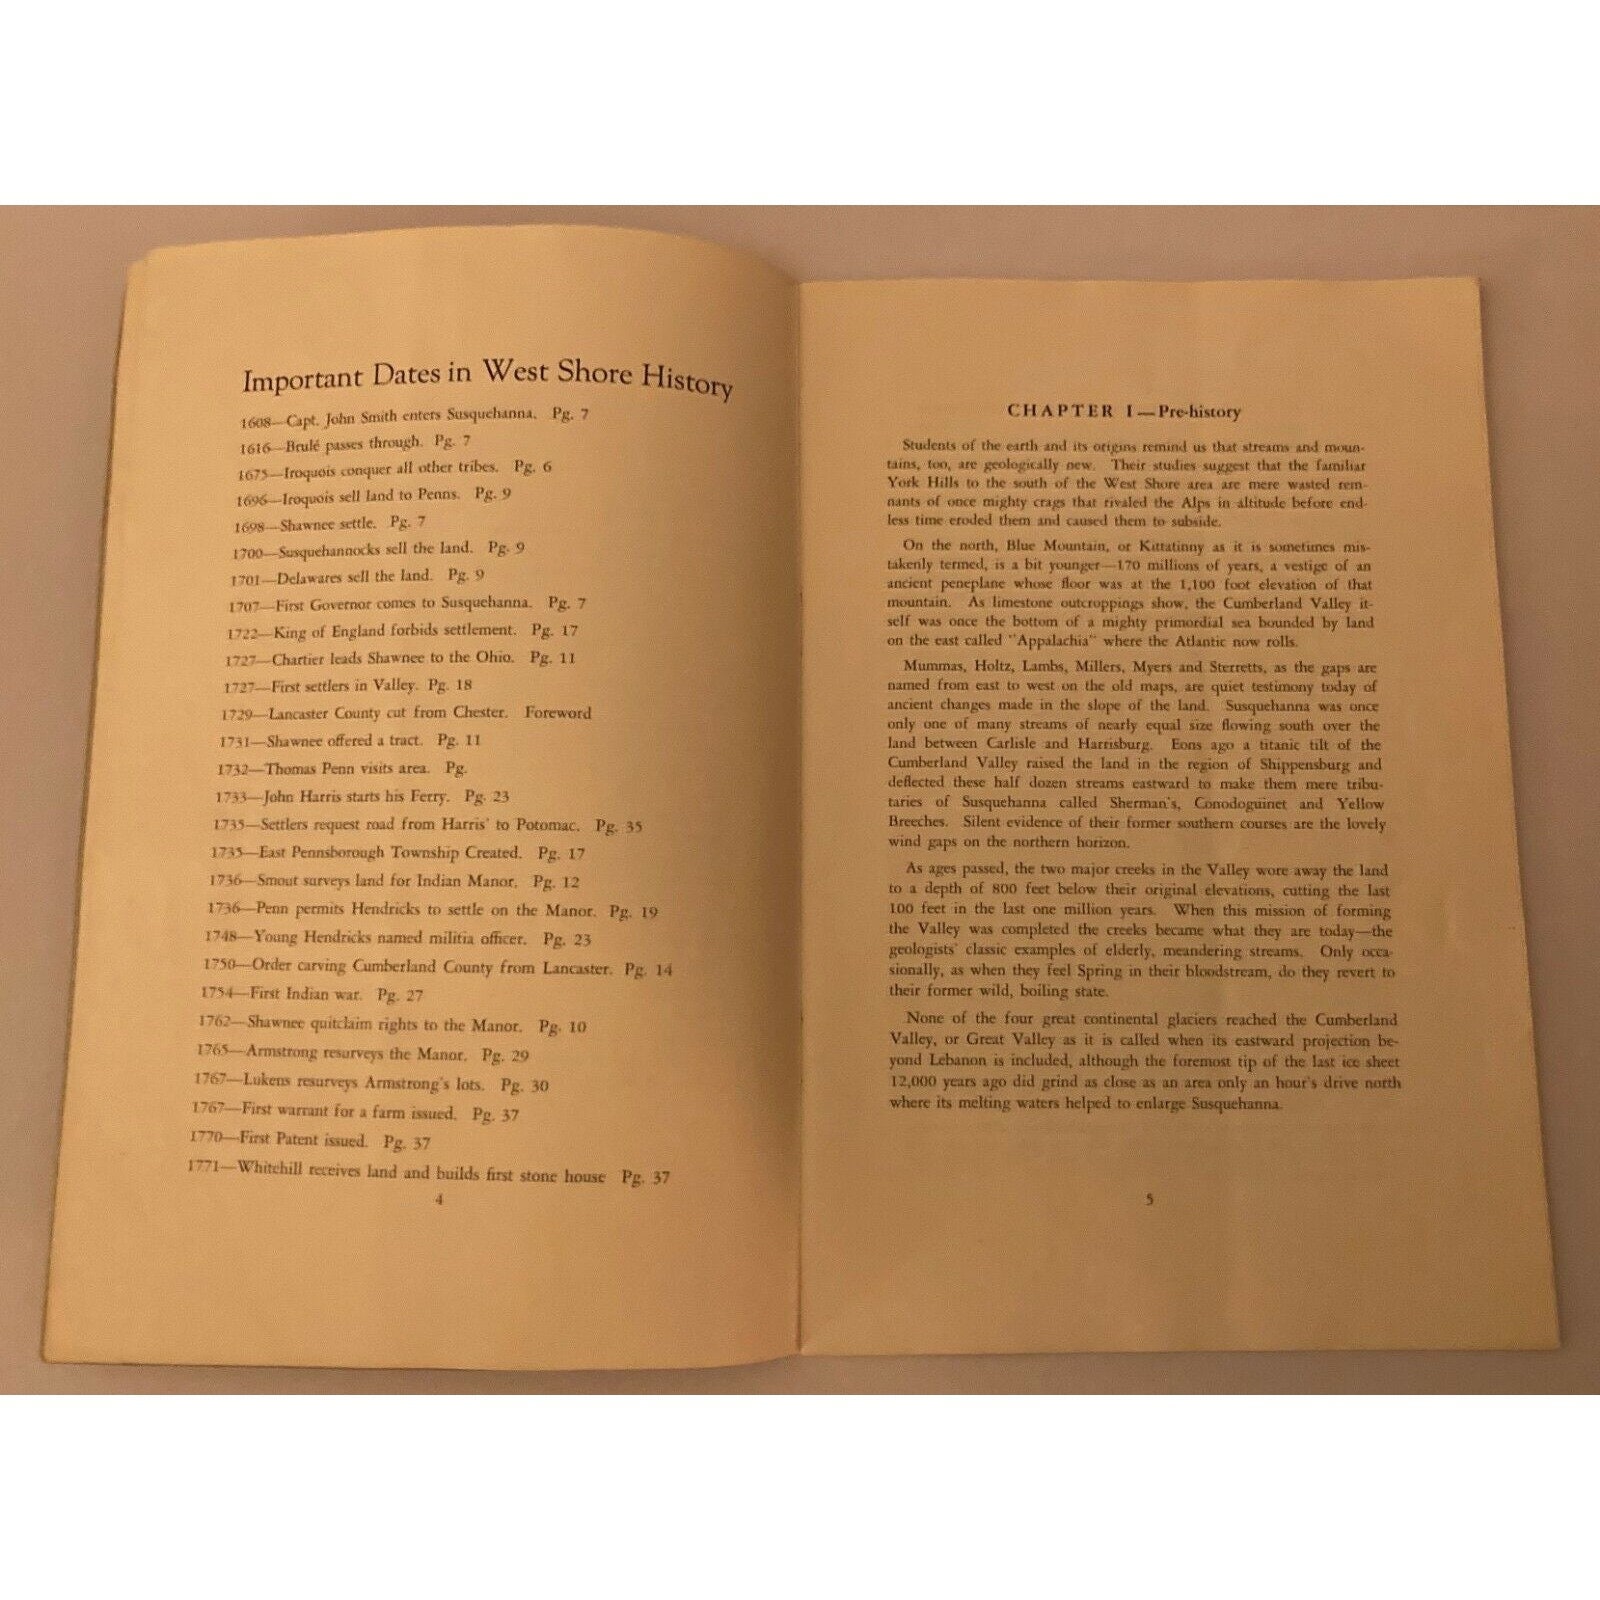 Important Dates in West Shore History
1608—Capt. John Smith enters Susquehanna. Pg. 7
1616—Brulé passes through. Pg. 7
1675—Iroquois conquer all other tribes. Pg. 6
1696—Iroquois sell land to Penns. Pg. 9
1698—Shawnee settle. Pg. 7
1700—Susquehannocks sell the land. Pg. 9
1701—Delawares sell the land. Pg. 9
1707—First Governor comes to Susquehanna. Pg. 7
1722—King of England forbids settlement. Pg. 17
1727—Chartier leads Shawnee to the Ohio. Pg. 11
1727—First settlers in Valley. Pg. 18
1729—Lancaster County cut from Chester. Foreword
1731—Shawnee offered a tract. Pg. 11
1732—Thomas Penn visits area. Pg.
1733—John Harris starts his Ferry. Pg. 23
1735—Settlers request road from Harris' to Potomac. Pg. 35
1735—East Pennsborough Township Created. Pg. 17
1736—Smout surveys land for Indian Manor. Pg. 12
1736—Penn permits Hendricks to settle on the Manor. Pg. 19
1748—Young Hendricks named militia officer. Pg. 23
1750—Order carving Cumberland County from Lancaster. Pg. 14
1754—First Indian war. Pg. 27
1762—Shawnee quitclaim rights to the Manor. Pg. 10
1765—Armstrong resurveys the Manor. Pg. 29
1767—Lukens resurveys Armstrong's lots. Pg. 30
1767—First warrant for a farm issued. Pg. 37
1770—First Patent issued. Pg. 37
1771—Whitehill receives land and builds first stone house Pg. 37
4
CHAPTER I—Pre-history
Students of the earth and its origins remind us that streams and moun-
tains, too, are geologically new. Their studies suggest that the familiar
York Hills to the south of the West Shore area are mere wasted rem-
nants of once mighty crags that rivaled the Alps in altitude before end-
less time eroded them and caused them to subside.
On the north, Blue Mountain, or Kittatinny as it is sometimes mis-
takenly termed, is a bit younger—170 millions of years, a vestige of an
ancient peneplane whose floor was at the 1,100 foot elevation of that
mountain. As limestone outcroppings show, the Cumberland Valley it-
self was once the bottom of a mighty primordial sea bounded by land
on the east called "Appalachia" where the Atlantic now rolls.
Mummas, Holtz, Lambs, Millers, Myers and Sterretts, as the gaps are
named from east to west on the old maps, are quiet testimony today of
ancient changes made in the slope of the land. Susquehanna was once
only one of many streams of nearly equal size flowing south over the
land between Carlisle and Harrisburg. Eons ago a titanic tilt of the
Cumberland Valley raised the land in the region of Shippensburg and
deflected these half dozen streams eastward to make them mere tribu-
taries of Susquehanna called Sherman's, Conodoguinet and Yellow
Breeches. Silent evidence of their former southern courses are the lovely
wind gaps on the northern horizon.
As ages passed, the two major creeks in the Valley wore away the land
to a depth of 800 feet below their original elevations, cutting the last
100 feet in the last one million years. When this mission of forming
the Valley was completed the creeks became what they are today—the
geologists' classic examples of elderly, meandering streams. Only occa-
sionally, as when they feel Spring in their bloodstream, do they revert to
their former wild, boiling state.
None of the four great continental glaciers reached the Cumberland
Valley, or Great Valley as it is called when its eastward projection be-
yond Lebanon is included, although the foremost tip of the last ice sheet
12,000 years ago did grind as close as an area only an hour's drive north
where its melting waters helped to enlarge Susquehanna.
5